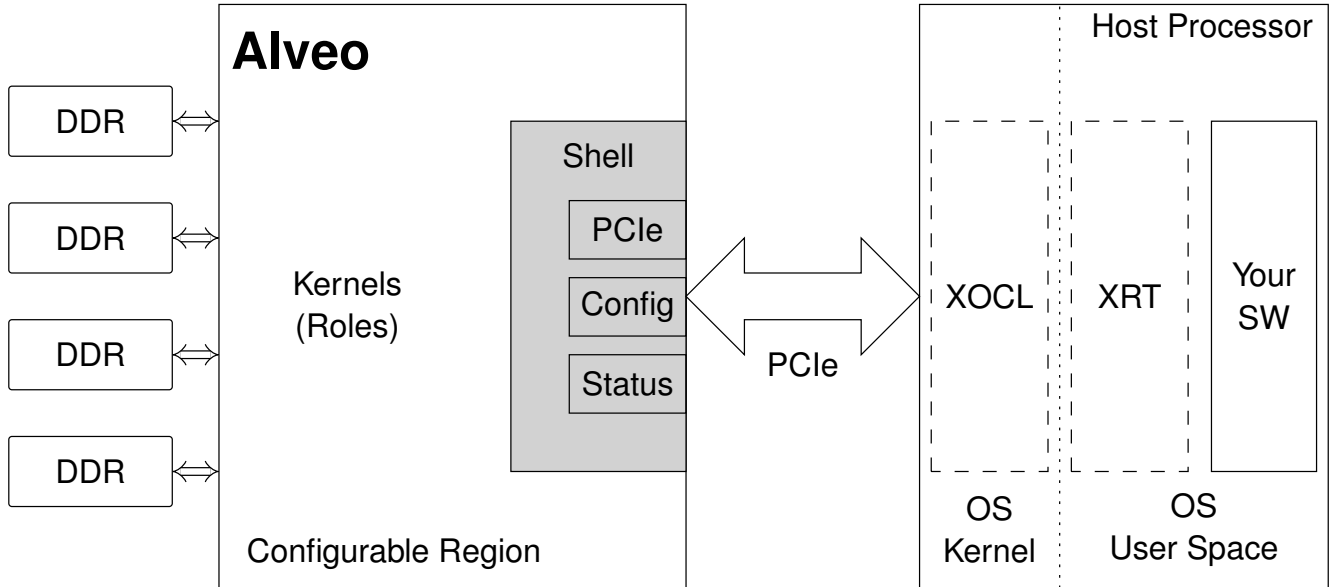 Alveo
Host Processor
DDR
DDR
DDR
DDR
Kernels
(Roles)
Configurable Region
Shell
PCIe
Config
Status
PCIe
XOCL
XRT
Your
SW
OS
Kernel
OS
User Space